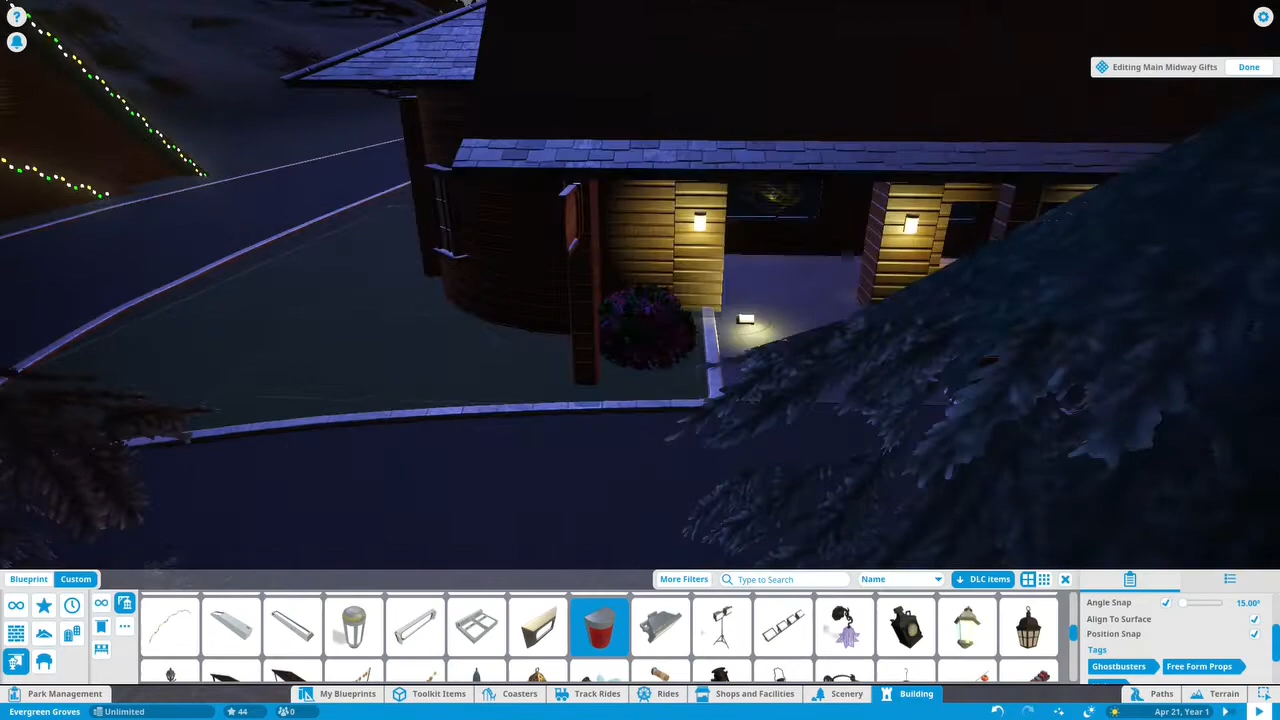 Editing Main Midway Gifts
Done
Blueprint
Custom
More Filters
Type to Search
Name
DLC items
Angle Snap
15.00°
Align To Surface
Position Snap
Tags
Ghostbusters
Free Form Props
Park Management
My Blueprints
Toolkit Items
Coasters
Track Rides
Rides
Shops and Facilities
Scenery
Building
Paths
Terrain
Evergreen Groves
Unlimited
44
0
Apr 21, Year 1